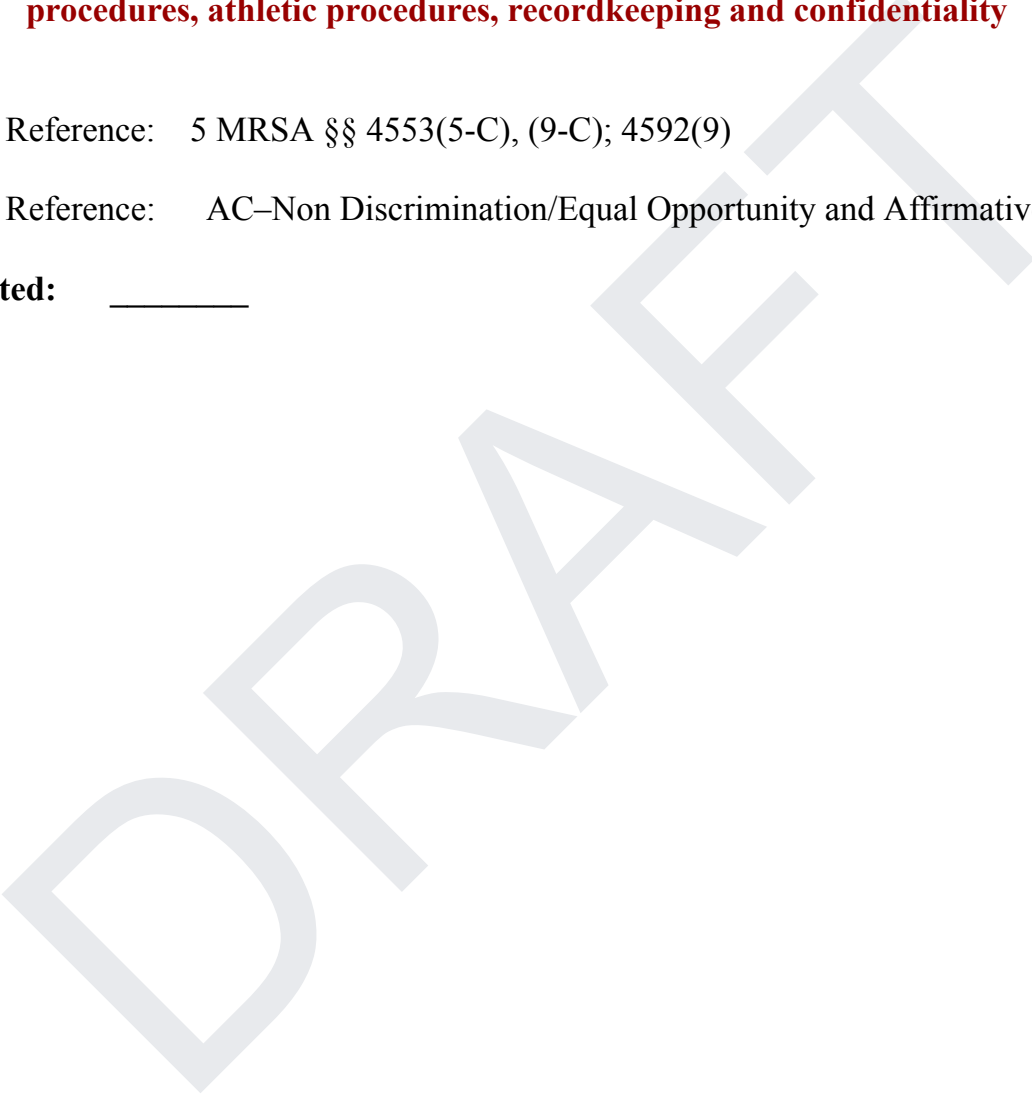 procedures, athletic procedures, recordkeeping and confidentiality
Reference: 5 MRSA §§ 4553(5-C), (9-C); 4592(9)
Reference: AC–Non Discrimination/Equal Opportunity and Affirmativ
ted: ________
DRAFT